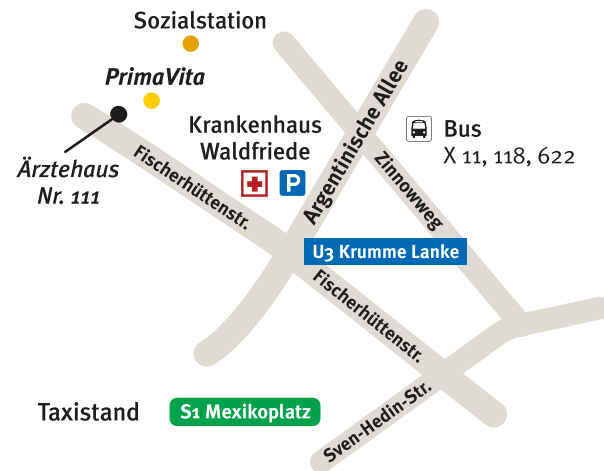 Sozialstation
PrimaVita
Ärztehaus
Nr. 111
Krankenhaus
Waldfriede
Fischerhüttenstr.
Argentinische Allee
Zinnowweg
Bus
X 11, 118, 622
U3 Krumme Lanke
Fischerhüttenstr.
Sven-Hedin-Str.
Taxistand
S1 Mexikoplatz